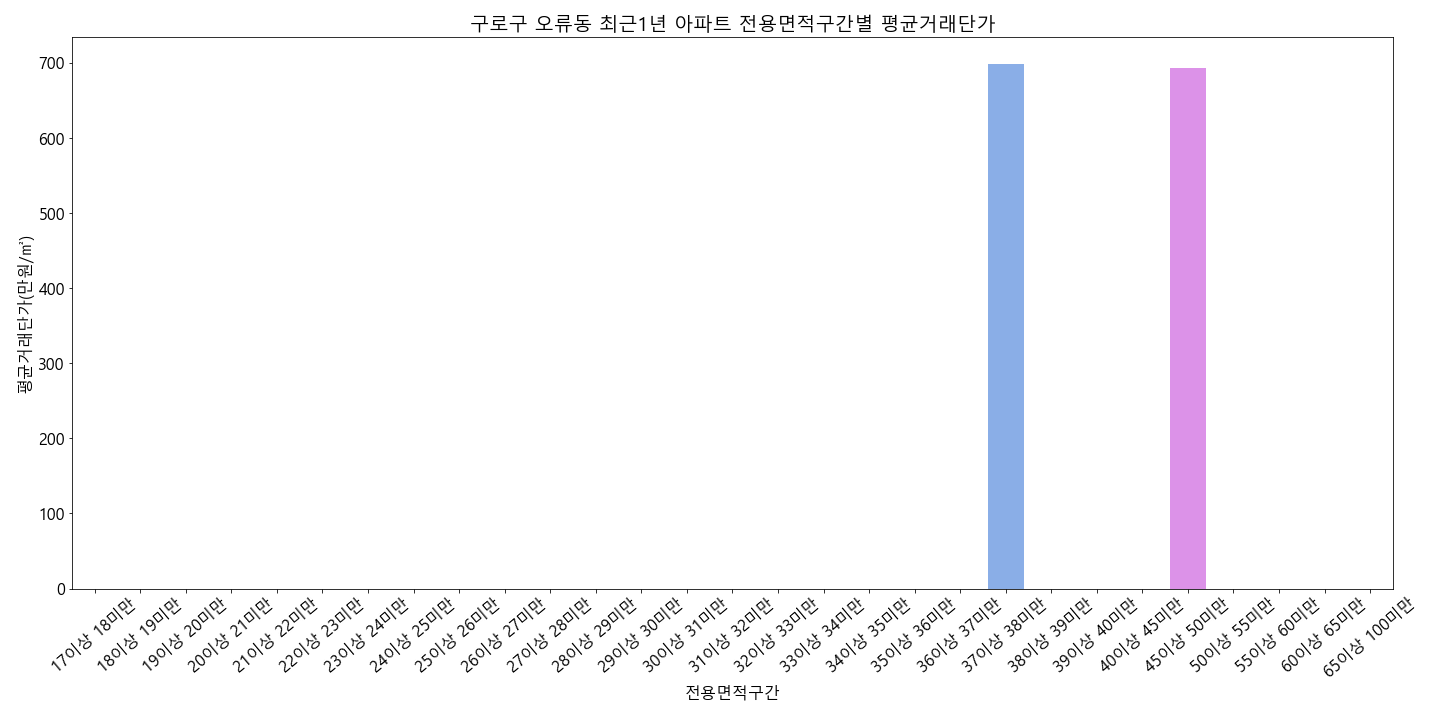 구로구 오류동 최근1년 아파트 전용면적구간별 평균거래단가
700
600
500
400
300
200
100
0
평균거래단가(만원/㎡)
17이상 18미만
18이상 19미만
19이상 20미만
20이상 21미만
21이상 22미만
22이상 23미만
23이상 24미만
24이상 25미만
25이상 26미만
26이상 27미만
27이상 28미만
28이상 29미만
29이상 30미만
30이상 31미만
31이상 32미만
32이상 33미만
33이상 34미만
34이상 35미만
35이상 36미만
36이상 37미만
37이상 38미만
38이상 39미만
39이상 40미만
40이상 45미만
45이상 50미만
50이상 55미만
55이상 60미만
60이상 65미만
65이상 100미만
전용면적구간